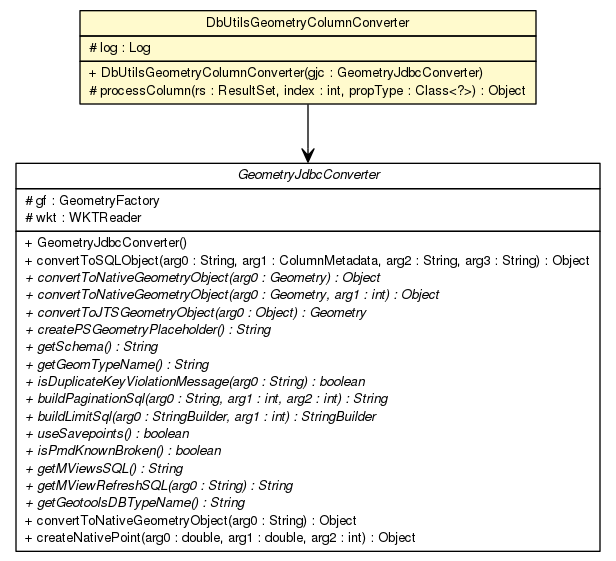 DbUtilsGeometryColumnConverter
# log : Log
+ DbUtilsGeometryColumnConverter(gjc : GeometryJdbcConverter)
# processColumn(rs : ResultSet, index : int, propType : Class<?>) : Object
GeometryJdbcConverter
# gf : GeometryFactory
# wkt : WKTReader
+ GeometryJdbcConverter()
+ convertToSQLObject(arg0 : String, arg1 : ColumnMetadata, arg2 : String, arg3 : String) : Object
+ convertToNativeGeometryObject(arg0 : Geometry) : Object
+ convertToNativeGeometryObject(arg0 : Geometry, arg1 : int) : Object
+ convertToJTSGeometryObject(arg0 : Object) : Geometry
+ createPSGeometryPlaceholder() : String
+ getSchema() : String
+ getGeomTypeName() : String
+ isDuplicateKeyViolationMessage(arg0 : String) : boolean
+ buildPaginationSql(arg0 : String, arg1 : int, arg2 : int) : String
+ buildLimitSql(arg0 : StringBuilder, arg1 : int) : StringBuilder
+ useSavepoints() : boolean
+ isPmdKnownBroken() : boolean
+ getMViewsSQL() : String
+ getMViewRefreshSQL(arg0 : String) : String
+ getGeotoolsDBTypeName() : String
+ convertToNativeGeometryObject(arg0 : String) : Object
+ createNativePoint(arg0 : double, arg1 : double, arg2 : int) : Object